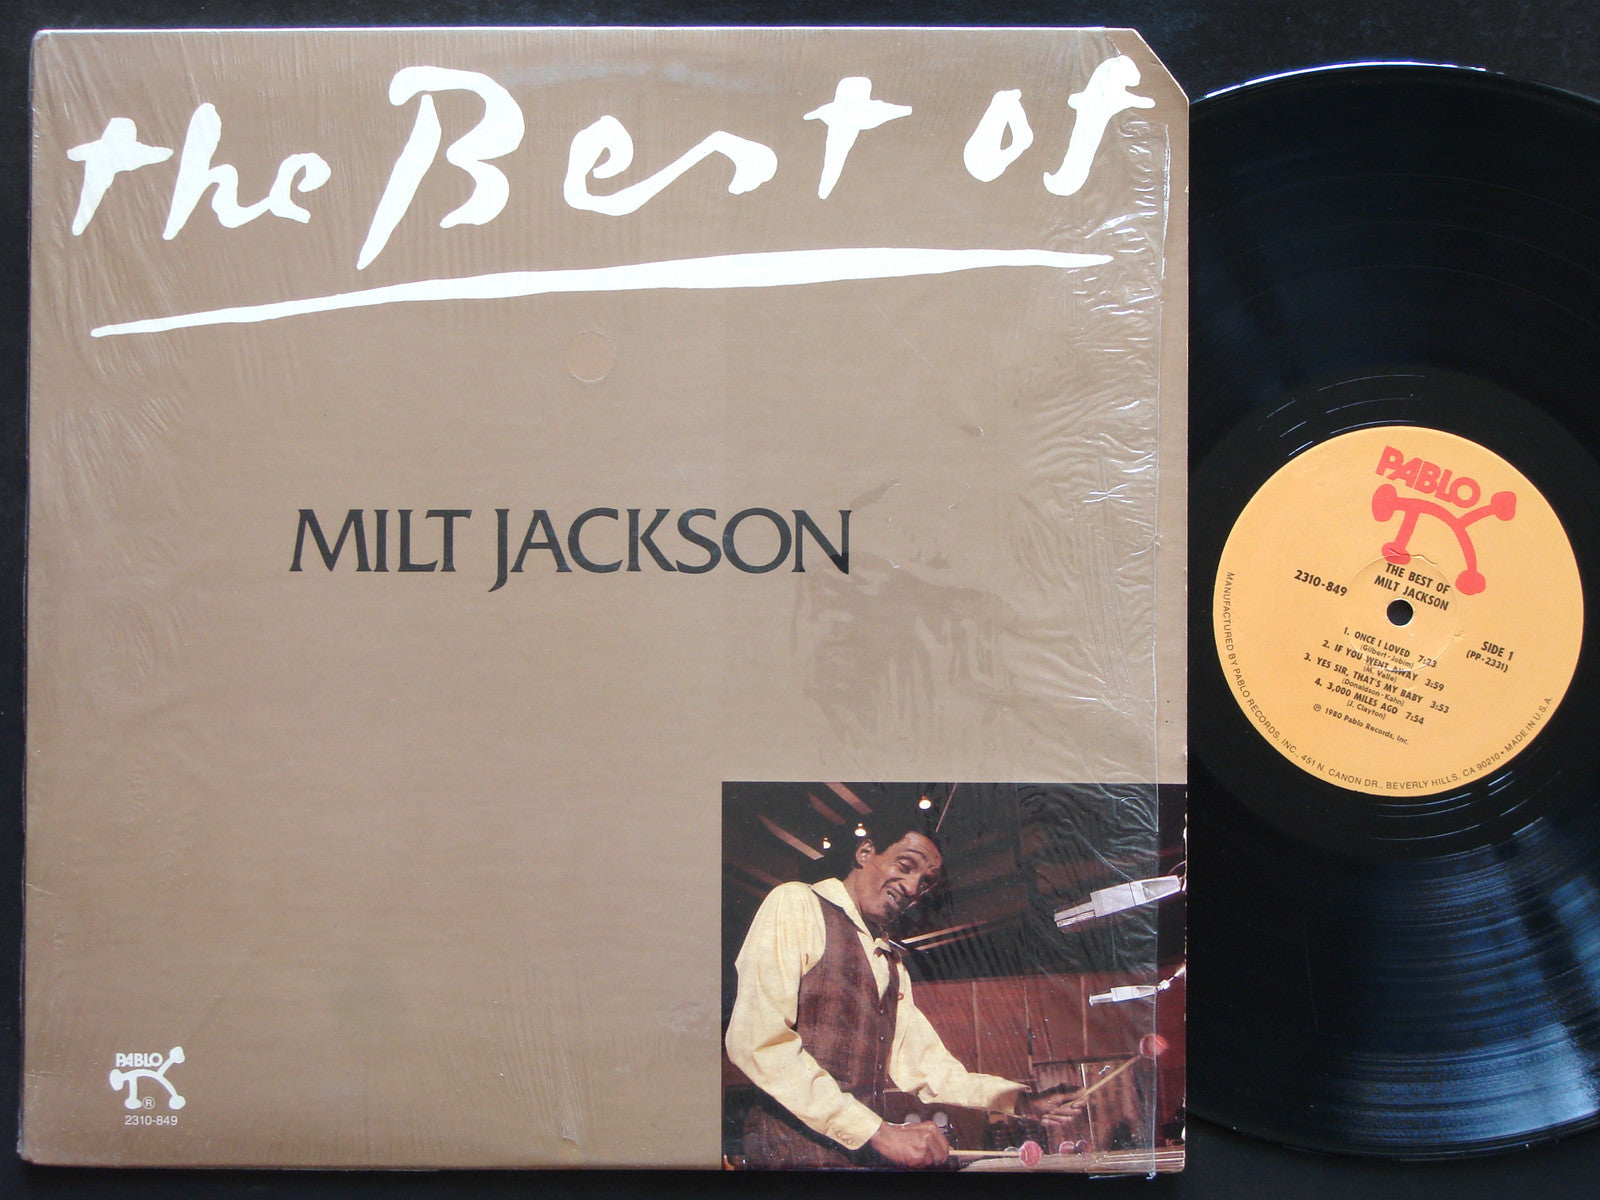 the Best of
MILT JACKSON
PABLO
®
2310-849
PABLO
THE BEST OF
MILT JACKSON
2310-849
SIDE 1
(PP-2331)
1. ONCE I LOVED 7:23
(Gilbert-Jobim)
2. IF YOU WENT AWAY 3:59
(M. Valle)
3. YES SIR, THAT'S MY BABY 3:53
(Donaldson-Kahn)
4. 3,000 MILES AGO 7:54
(J. Clayton)
℗ 1980 Pablo Records, Inc.
MANUFACTURED BY PABLO RECORDS, INC., 451 N. CANON DR., BEVERLY HILLS, CA 90210 • MADE IN U.S.A.